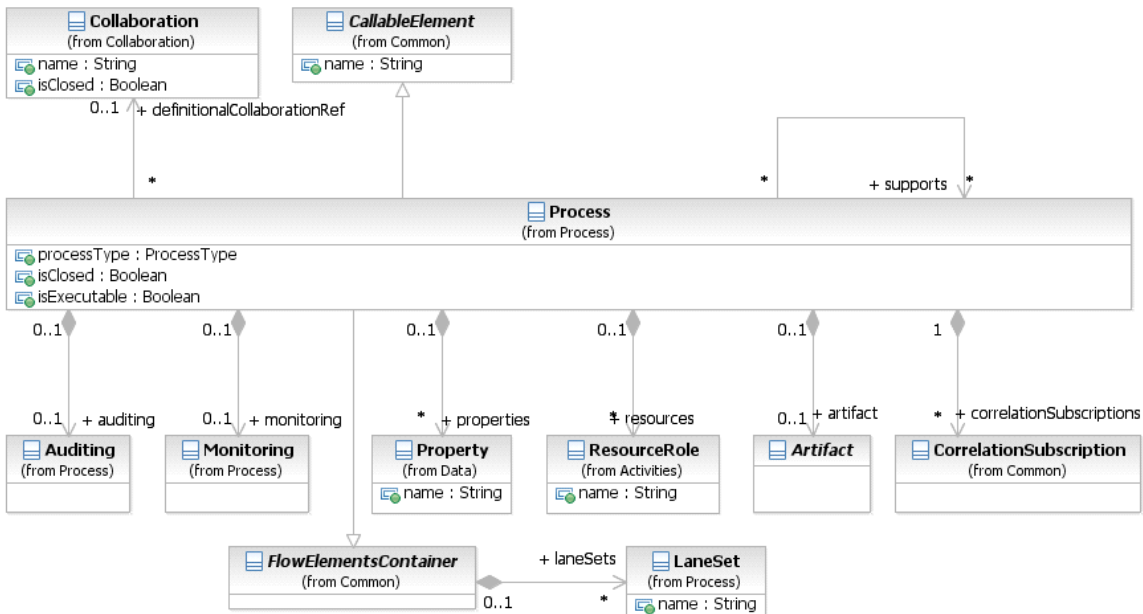 Collaboration
(from Collaboration)
name : String
isClosed : Boolean
CallableElement
(from Common)
name : String
0..1
+ definitionalCollaborationRef
*
*
+ supports
*
Process
(from Process)
processType : ProcessType
isClosed : Boolean
isExecutable : Boolean
0..1
0..1
0..1
0..1
0..1
1
0..1
+ auditing
0..1
+ monitoring
*
+ properties
*
+ resources
0..1
+ artifact
*
+ correlationSubscriptions
Auditing
(from Process)
Monitoring
(from Process)
Property
(from Data)
name : String
ResourceRole
(from Activities)
name : String
Artifact
CorrelationSubscription
(from Common)
FlowElementsContainer
(from Common)
0..1
+ laneSets
*
LaneSet
(from Process)
name : String